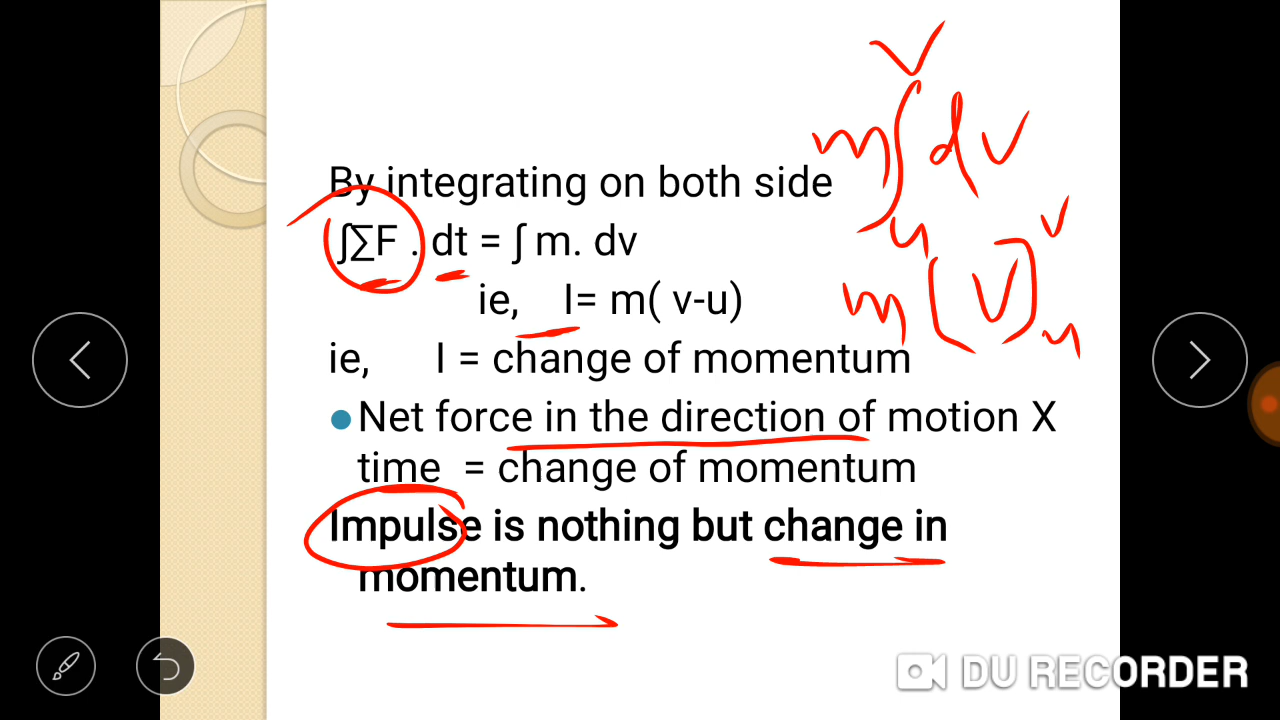 By integrating on both side
∫∑F . dt = ∫ m. dv
ie, I= m( v-u)
ie, I = change of momentum
Net force in the direction of motion X
time = change of momentum
Impulse is nothing but change in
momentum.
V
m∫dv
u
v
m[V]
u
DU RECORDER